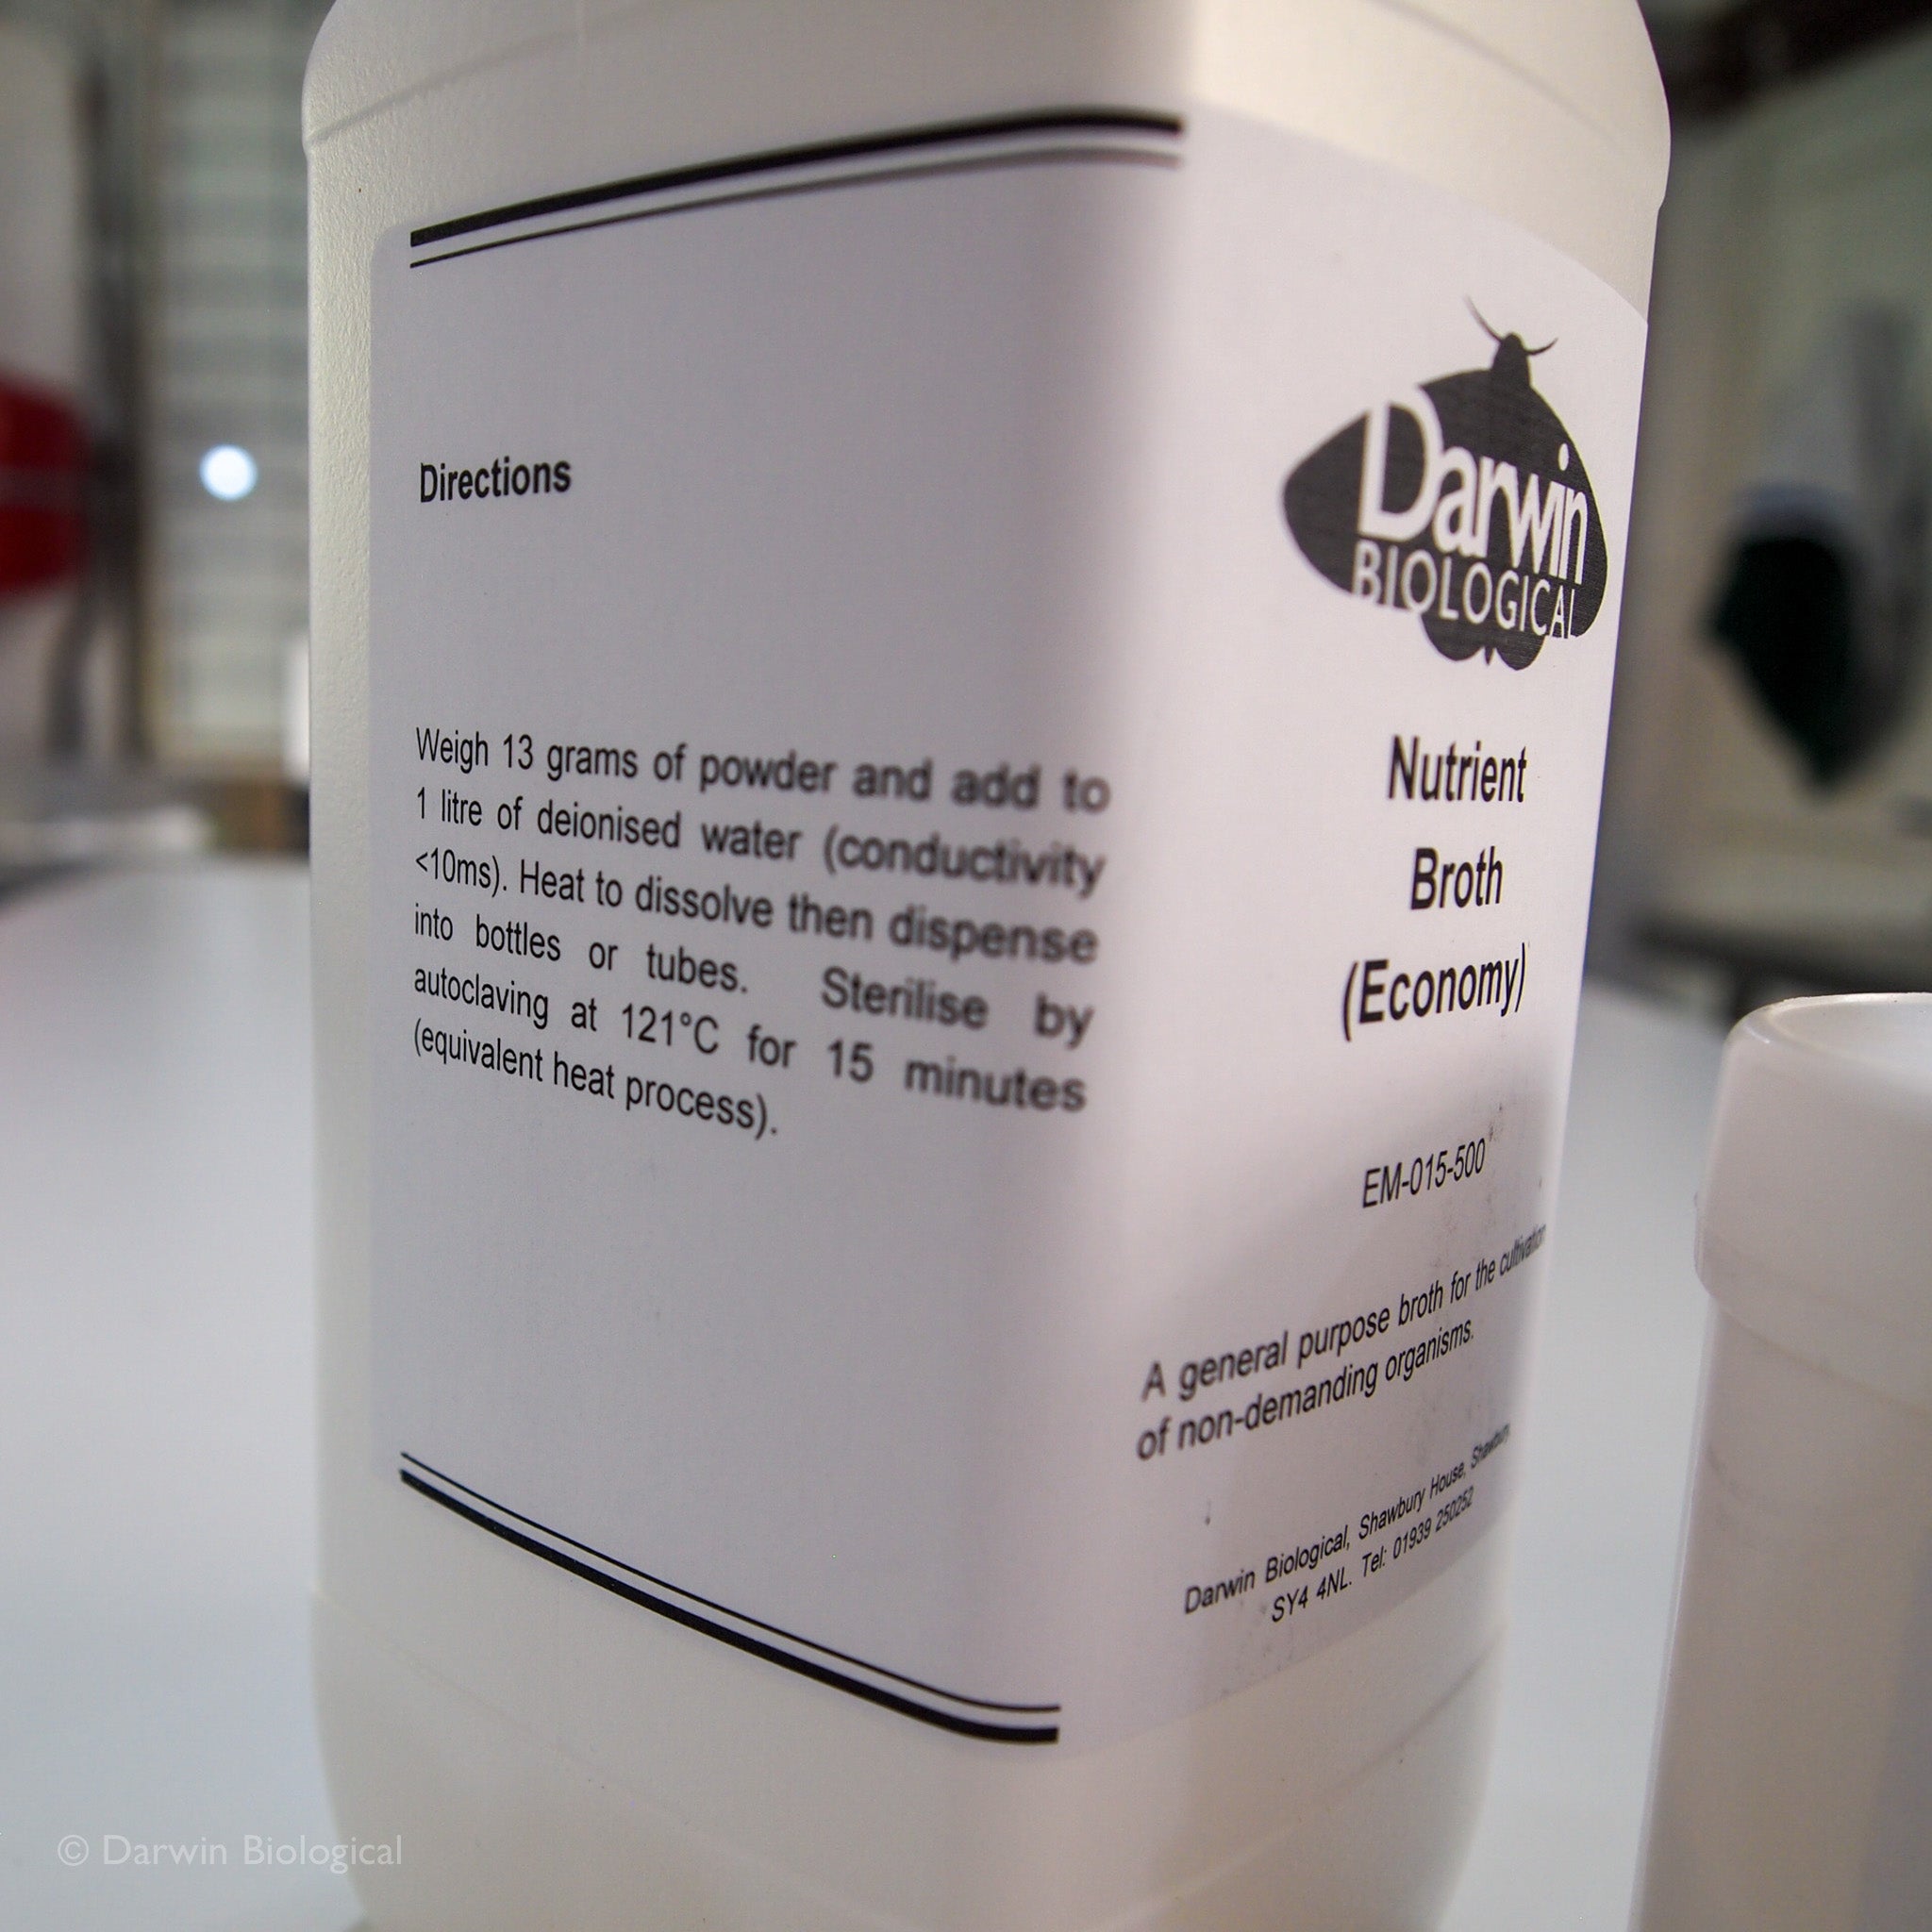 Directions
Weigh 13 grams of powder and add to
1 litre of deionised water (conductivity
<10ms). Heat to dissolve then dispense
into bottles or tubes. Sterilise by
autoclaving at 121°C for 15 minutes
(equivalent heat process).
Darwin
BIOLOGICAL
Nutrient
Broth
(Economy)
EM-015-500
A general purpose broth for the cultivation
of non-demanding organisms.
Darwin Biological, Shawbury House, Shawbury,
SY4 4NL. Tel: 01939 250252
© Darwin Biological